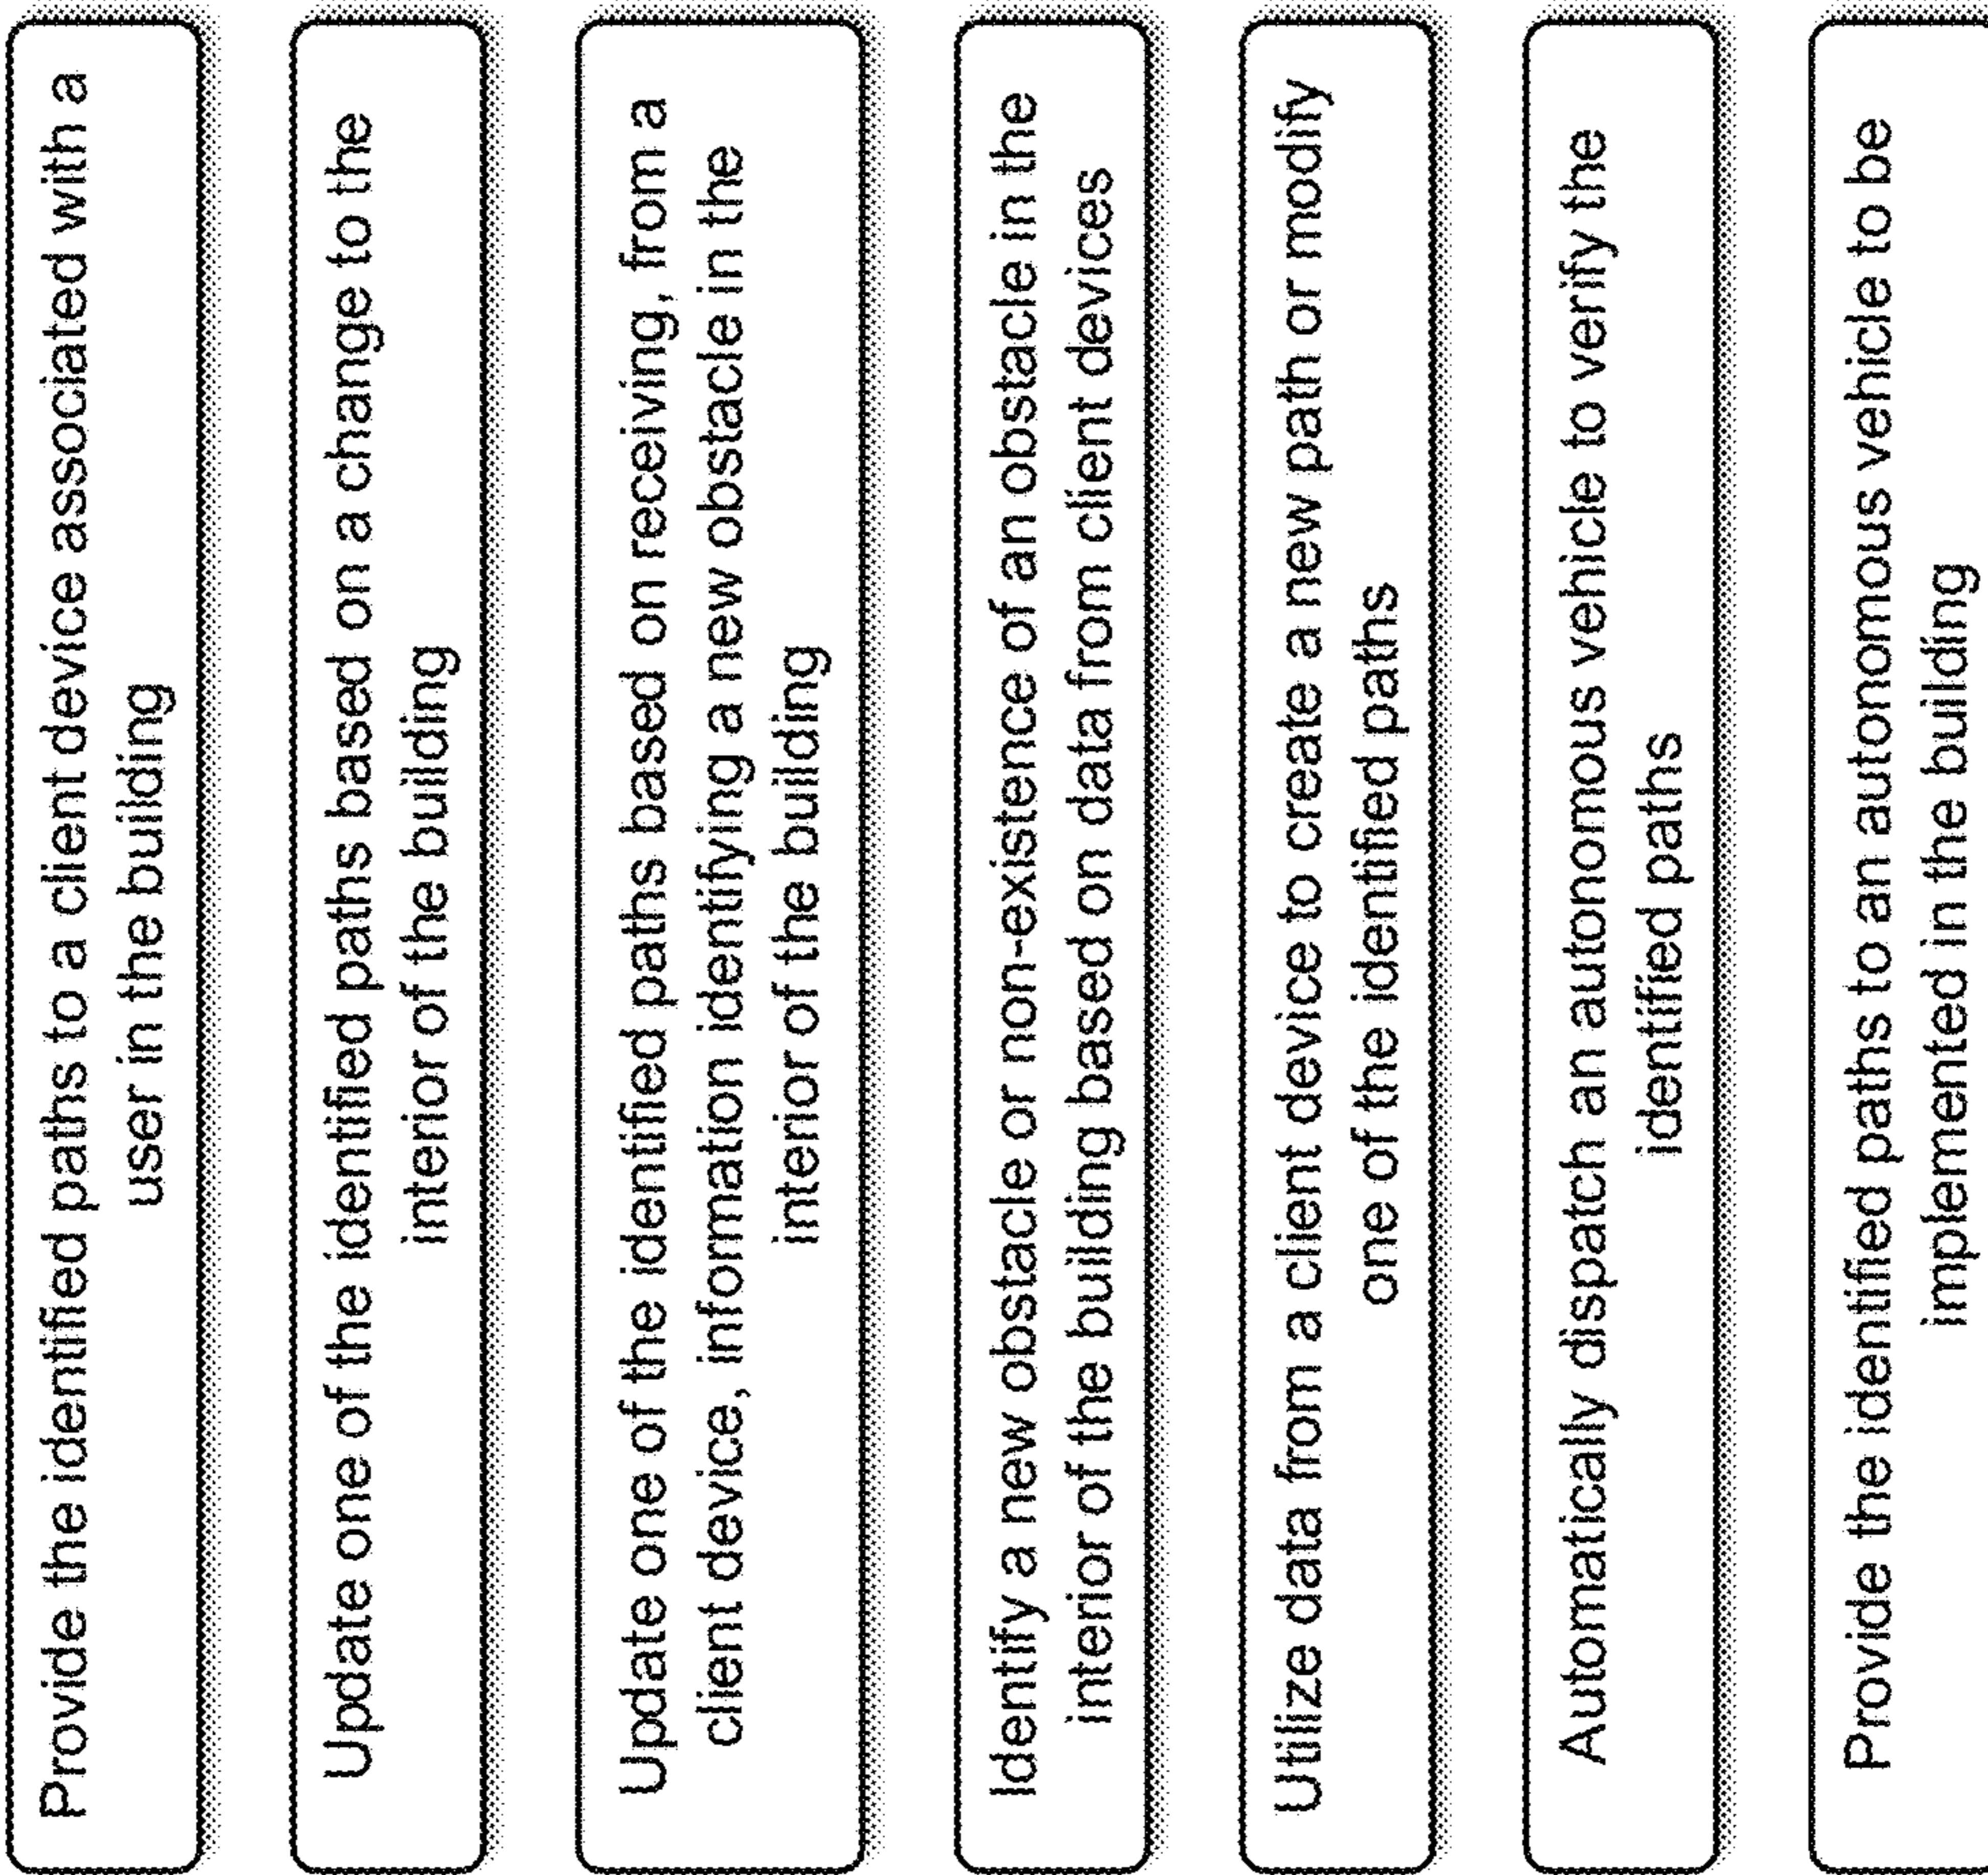 Provide the identified paths to a client device associated with a
user in the building
Update one of the identified paths based on a change to the
interior of the building
Update one of the identified paths based on receiving, from a
client device, information identifying a new obstacle in the
interior of the building
Identify a new obstacle or non-existence of an obstacle in the
interior of the building based on data from client devices
Utilize data from a client device to create a new path or modify
one of the identified paths
Automatically dispatch an autonomous vehicle to verify the
identified paths
Provide the identified paths to an autonomous vehicle to be
implemented in the building